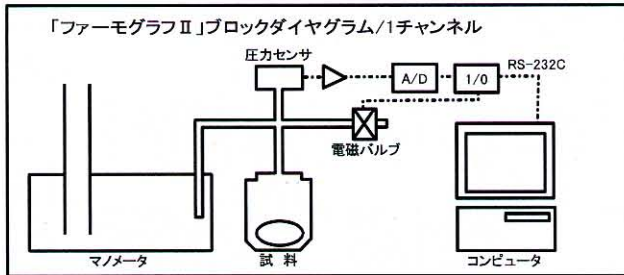 「ファーモグラフⅡ」ブロックダイヤグラム/1チャンネル
圧力センサ
RS-232C
A/D
1/0
電磁バルブ
マノメータ
試 料
コンピュータ